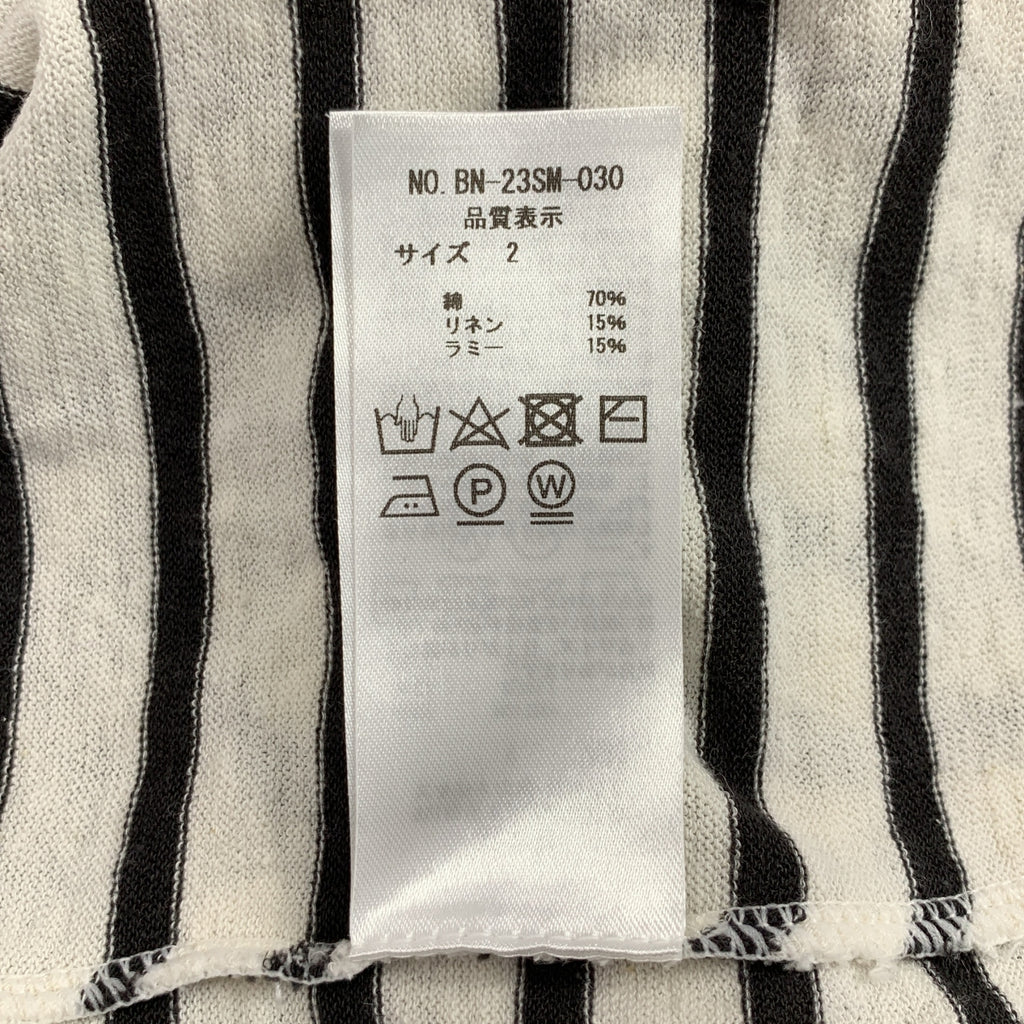 NO. BN-23SM-030
品質表示
サイズ 2
綿 70%
リネン 15%
ラミー 15%
P W